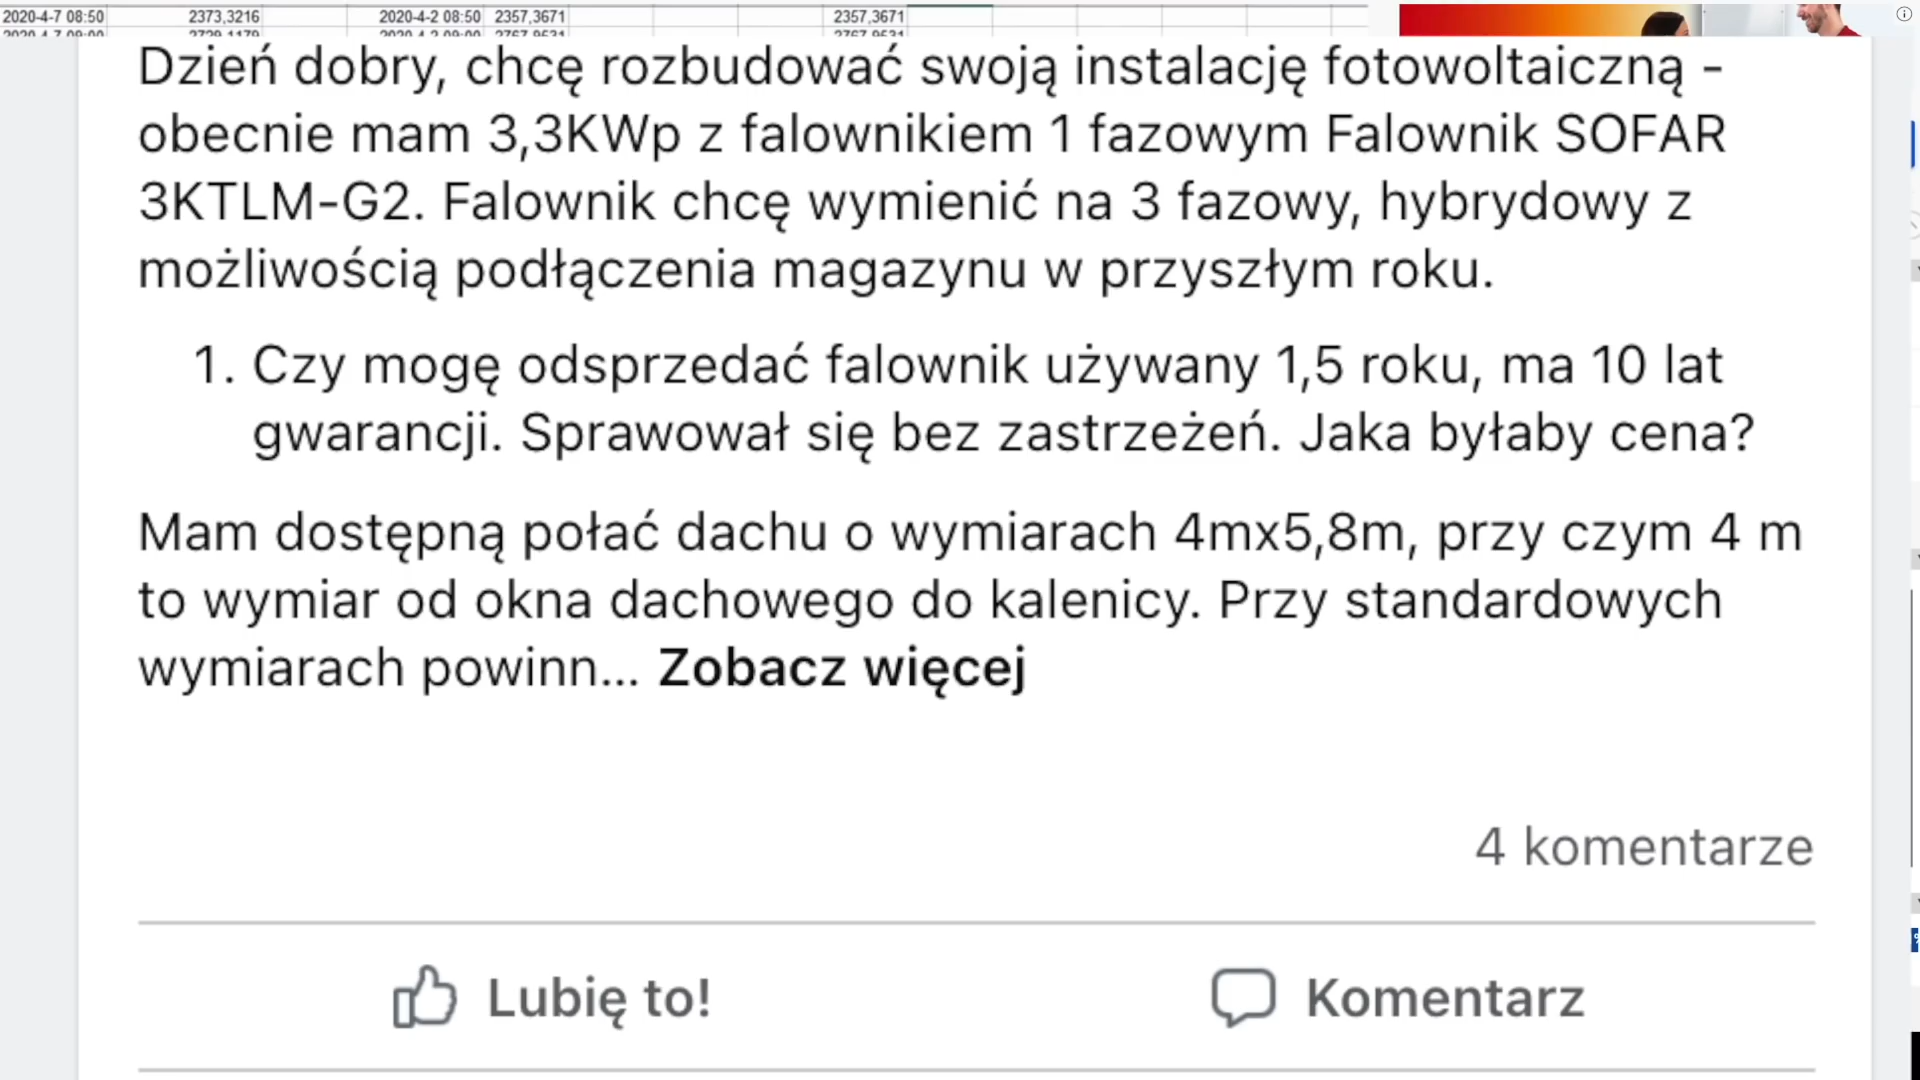 2020-4-7 08:50 2373,3216 2020-4-2 08:50 2357,3671 2357,3671
Dzień dobry, chcę rozbudować swoją instalację fotowoltaiczną -
obecnie mam 3,3KWp z falownikiem 1 fazowym Falownik SOFAR
3KTLM-G2. Falownik chcę wymienić na 3 fazowy, hybrydowy z
możliwością podłączenia magazynu w przyszłym roku.
1. Czy mogę odsprzedać falownik używany 1,5 roku, ma 10 lat
gwarancji. Sprawował się bez zastrzeżeń. Jaka byłaby cena?
Mam dostępną połać dachu o wymiarach 4mx5,8m, przy czym 4 m
to wymiar od okna dachowego do kalenicy. Przy standardowych
wymiarach powinn... Zobacz więcej
4 komentarze
Lubię to! Komentarz